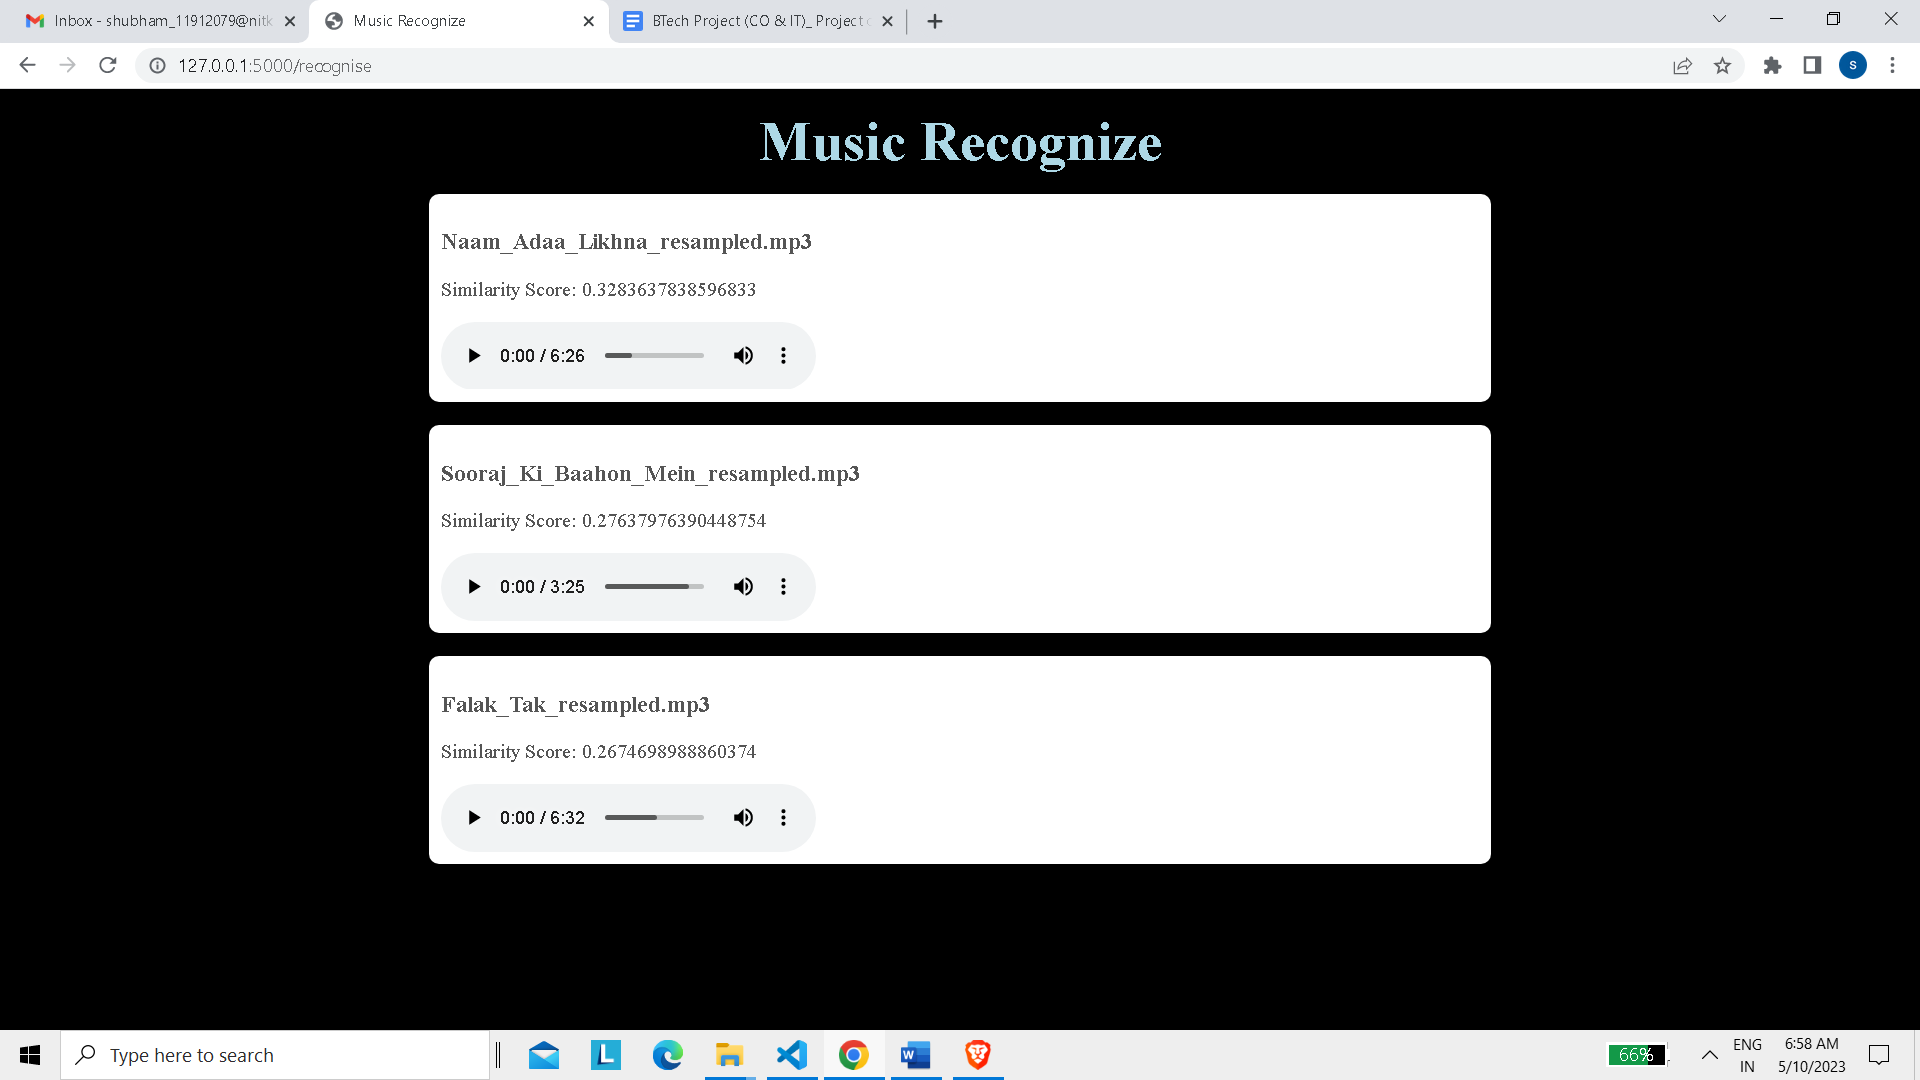 Inbox - shubham_11912079@nitk
Music Recognize
BTech Project (CO & IT)_ Project
127.0.0.1:5000/recognise
S
Music Recognize
Naam_Adaa_Likhna_resampled.mp3
Similarity Score: 0.3283637838596833
0:00 / 6:26
Sooraj_Ki_Baahon_Mein_resampled.mp3
Similarity Score: 0.27637976390448754
0:00 / 3:25
Falak_Tak_resampled.mp3
Similarity Score: 0.2674698988860374
0:00 / 6:32
Type here to search
L
W
66%
ENG
IN
6:58 AM
5/10/2023